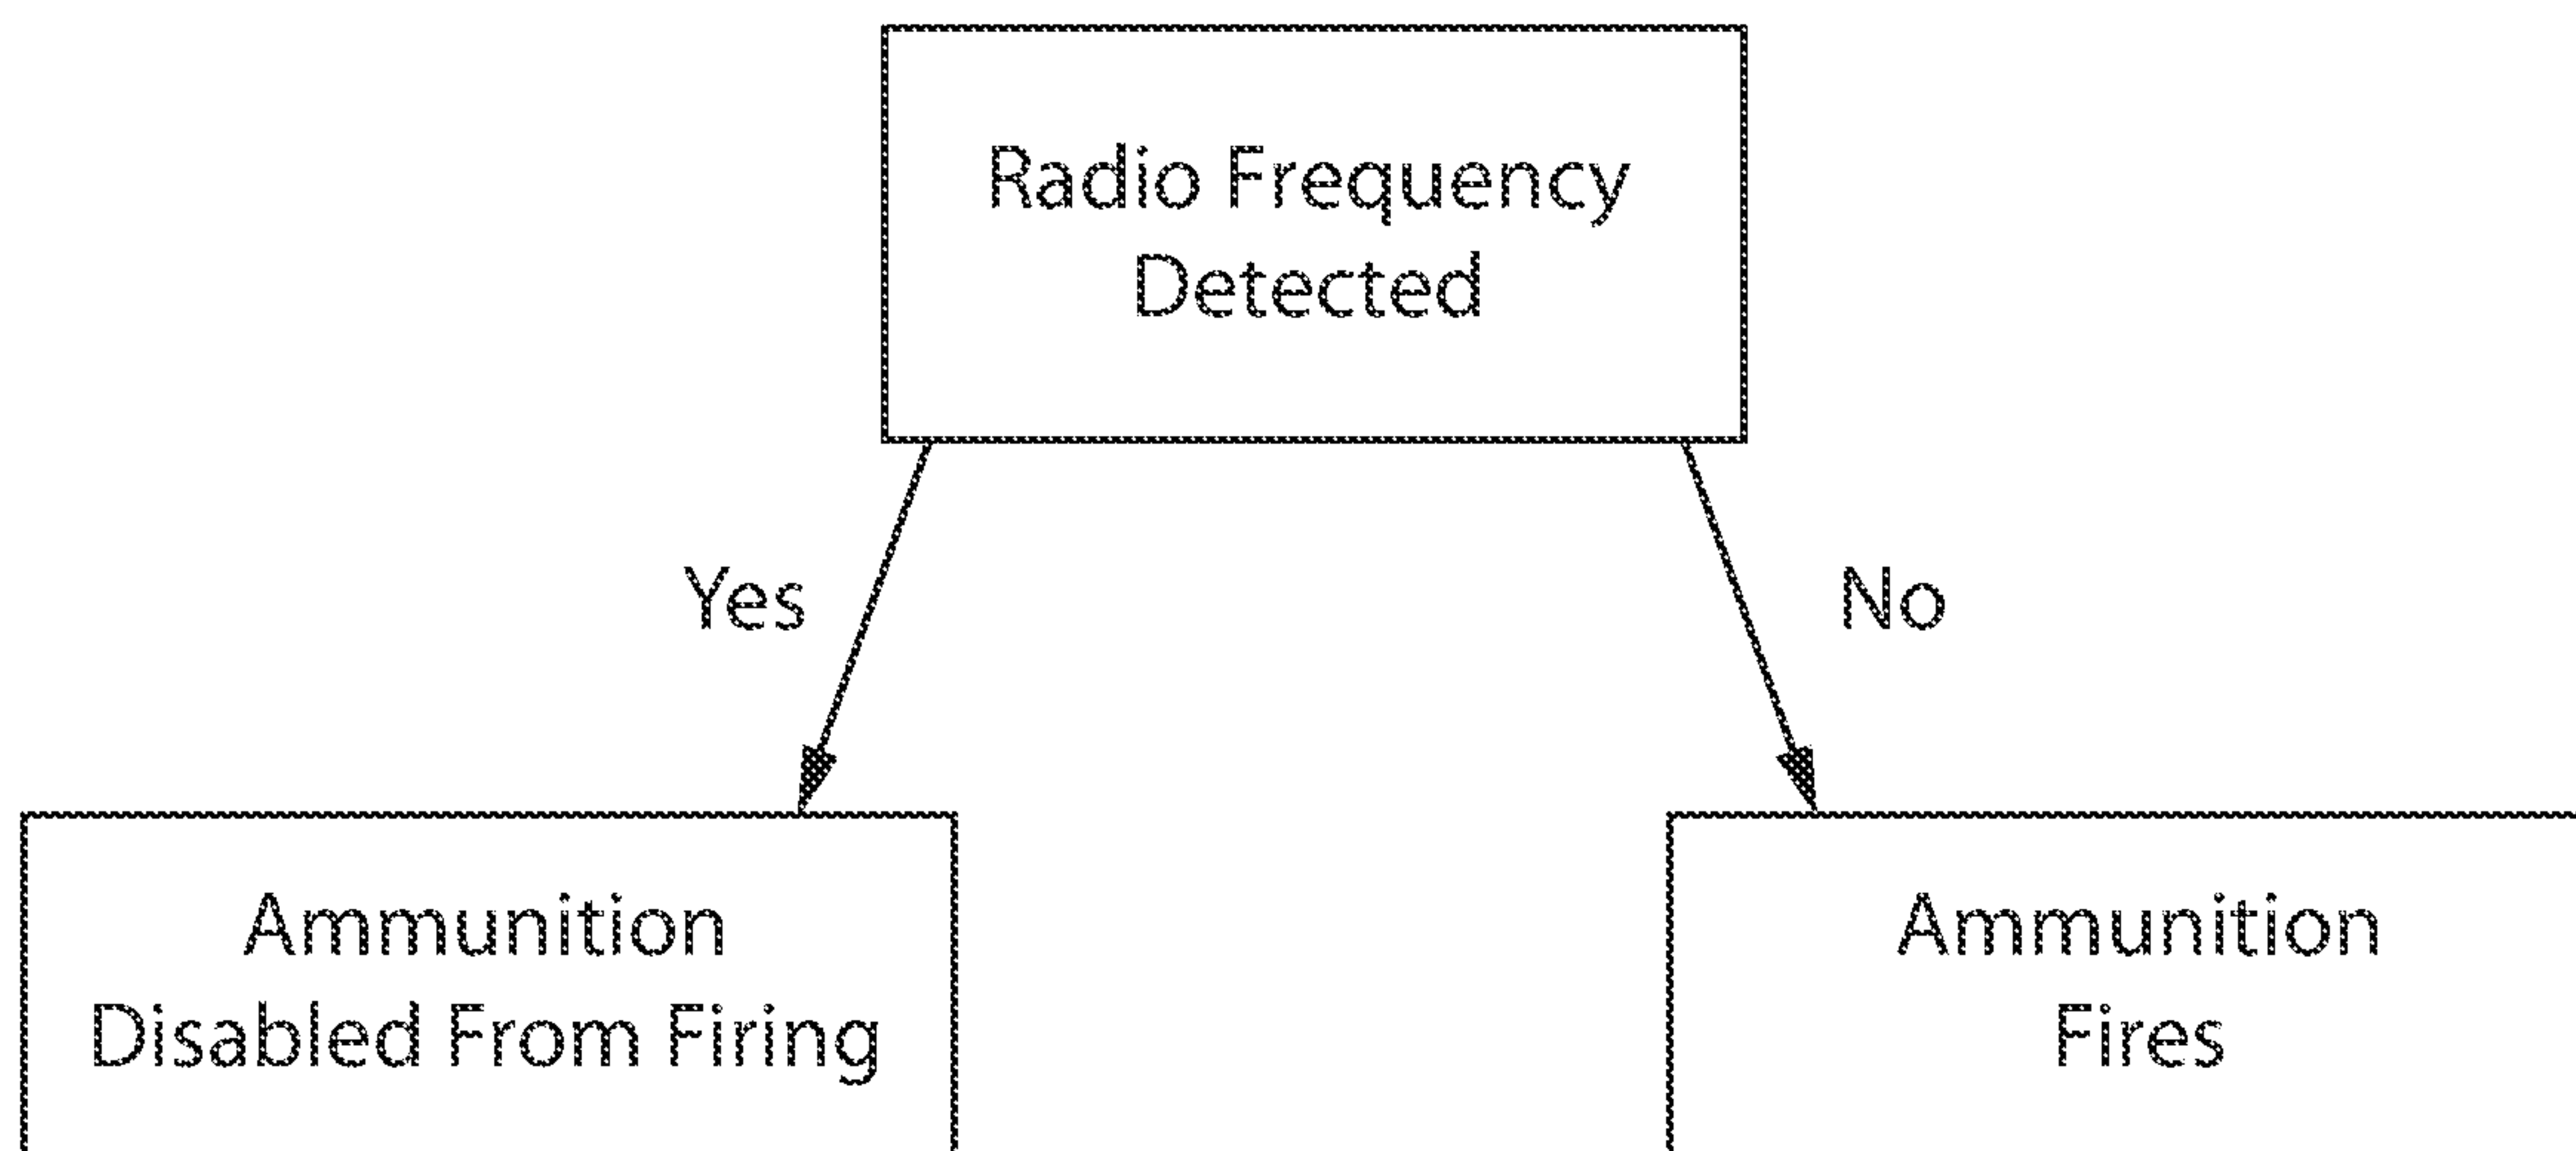 Radio Frequency
Detected
Yes
No
Ammunition
Disabled From Firing
Ammunition
Fires